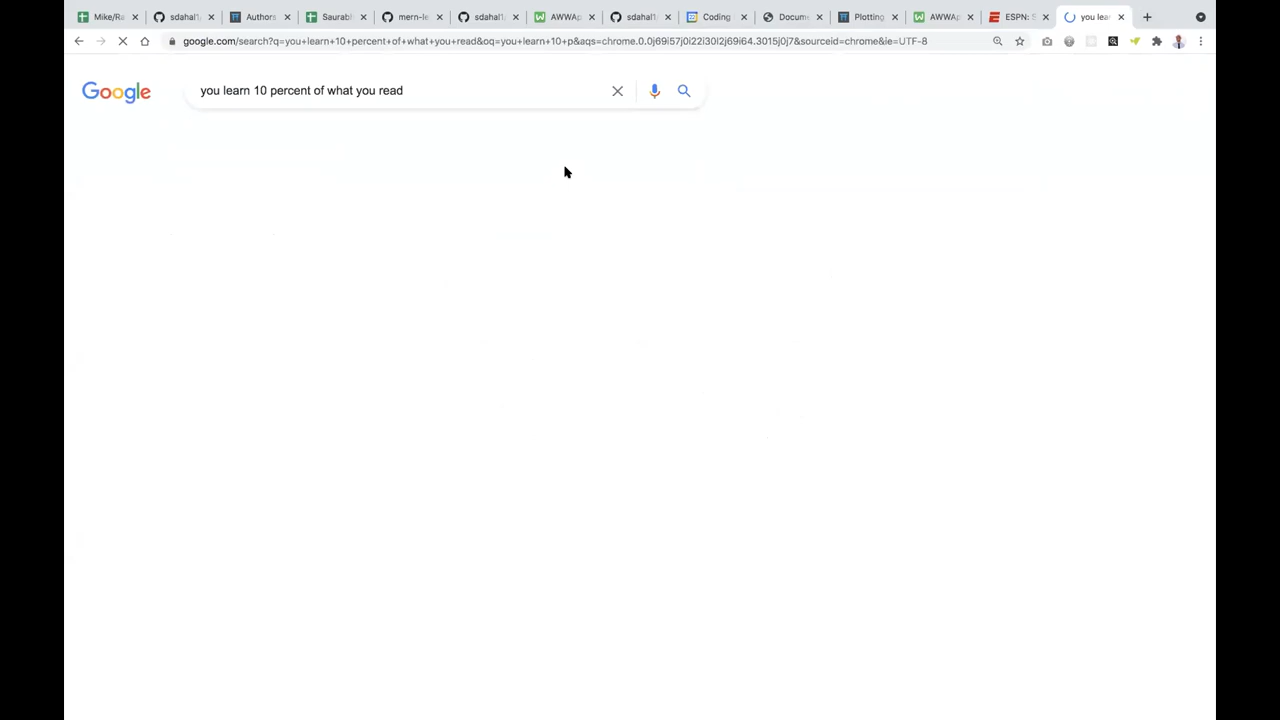 Mike/Ra sdahal1 Authors Saurabl mern-le sdahal1 AWWAp sdahal1 Coding Docum Plotting AWWAp ESPN: S you lear
google.com/search?q=you+learn+10+percent+of+what+you+read&oq=you+learn+10+p&aqs=chrome.0.0j69i57j0i22i30l2j69i64.3015j0j7&sourceid=chrome&ie=UTF-8
Google you learn 10 percent of what you read